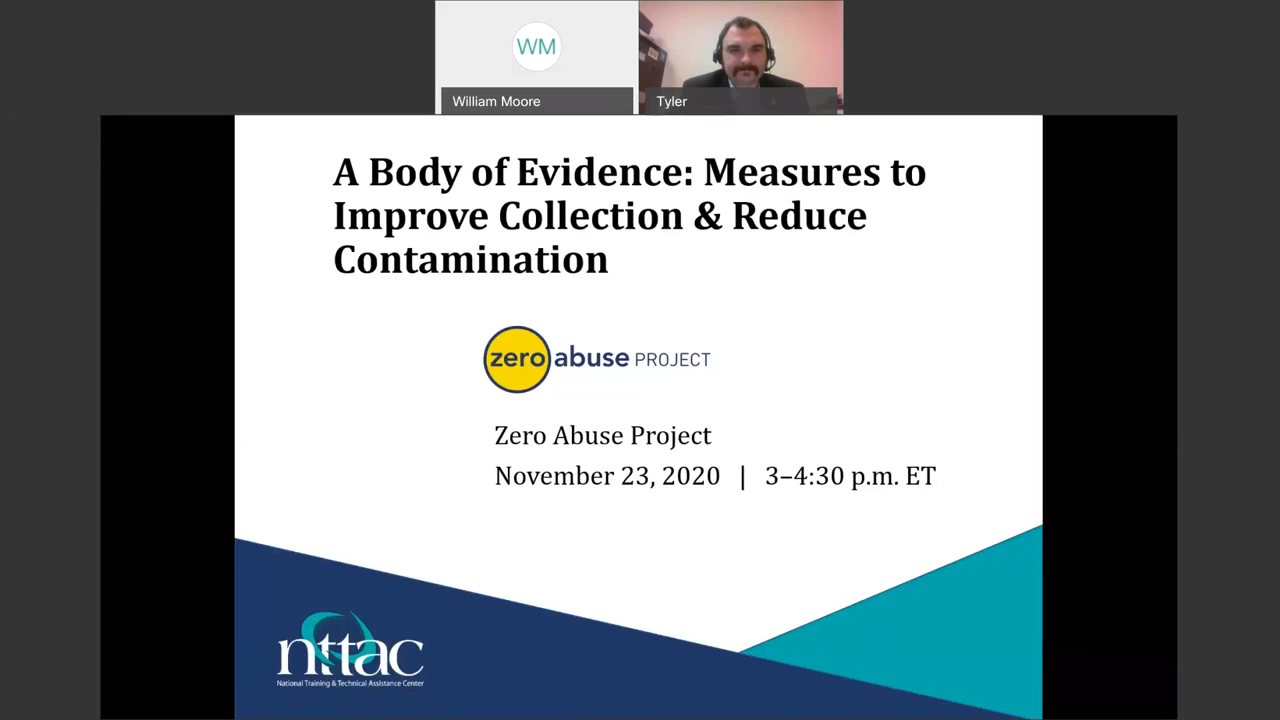 WM
William Moore
Tyler
A Body of Evidence: Measures to
Improve Collection & Reduce
Contamination
zero abuse PROJECT
Zero Abuse Project
November 23, 2020 | 3–4:30 p.m. ET
nttac
National Training & Technical Assistance Center